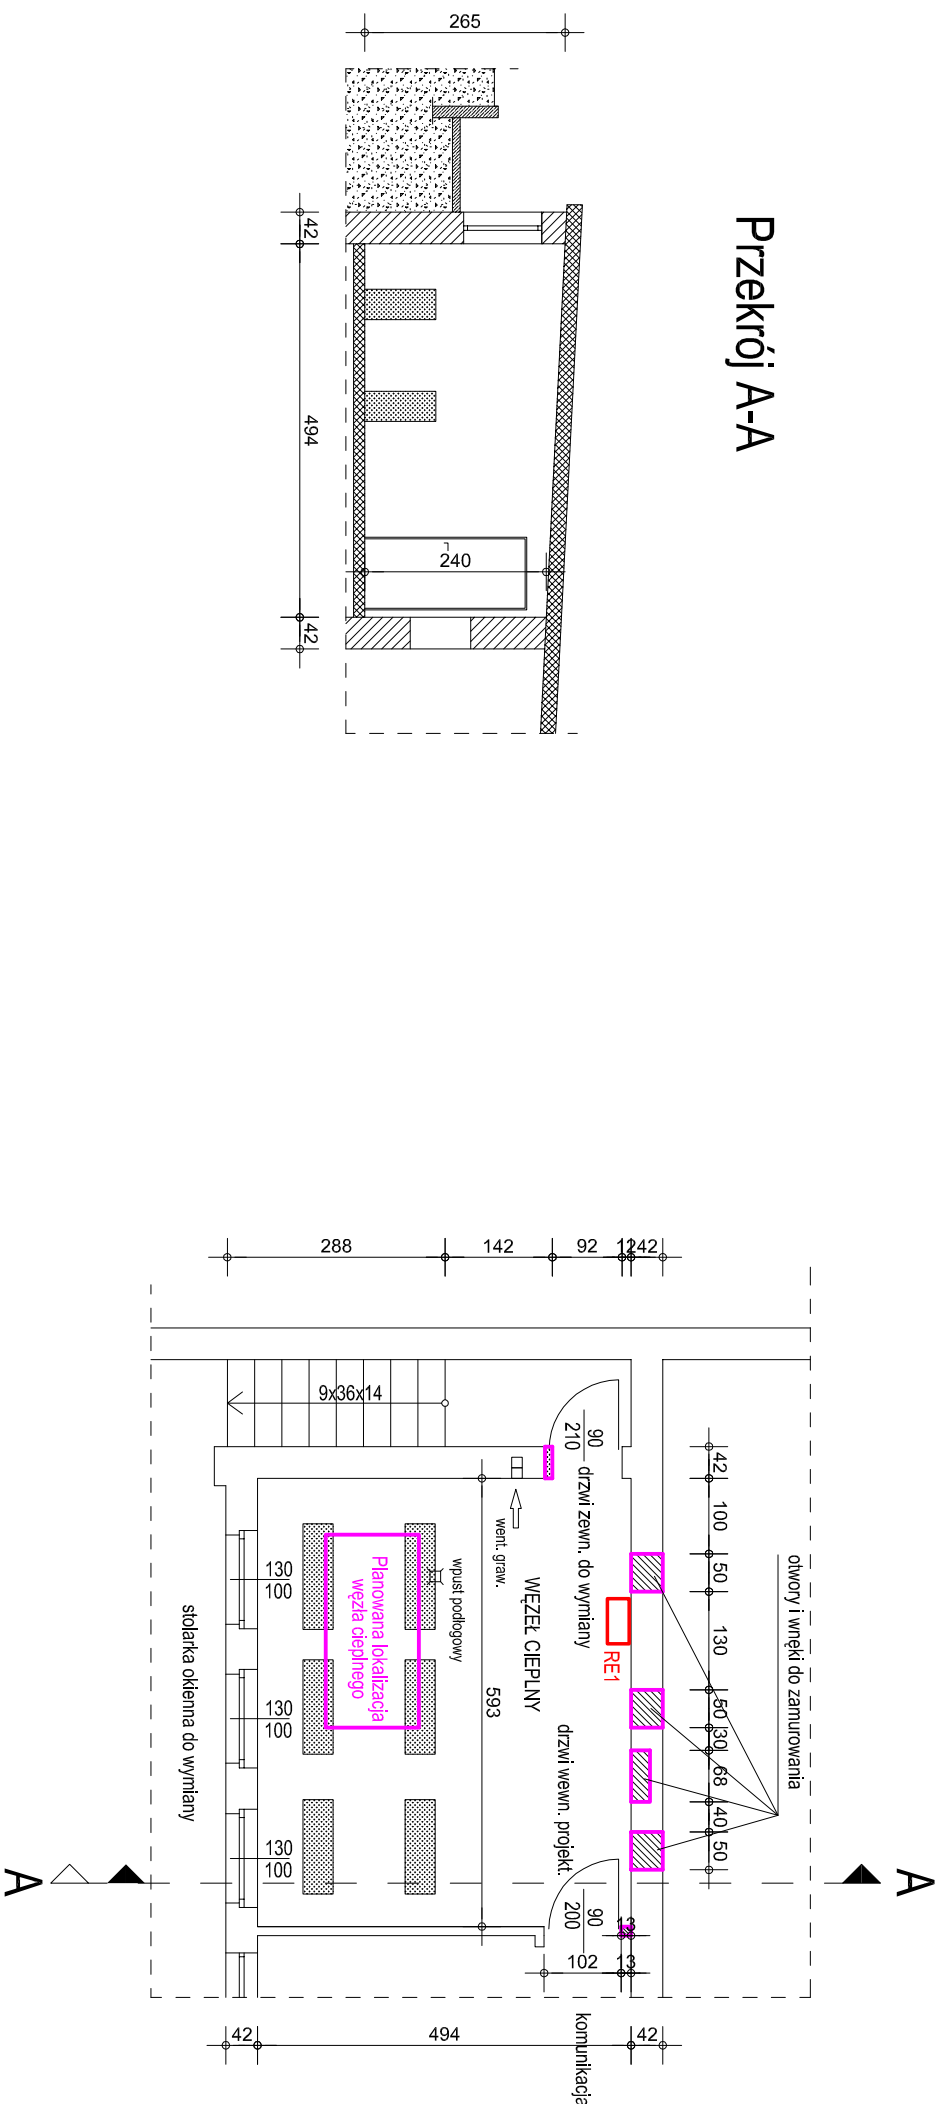 265
Przekrój A-A
42
494
42
240
288
142
92
12
42
9x36x14
90
210
drzwi zewn. do wymiany
42
100
50
130
50
30
68
40
50
otwory i wnęki do zamurowania
went. graw.
wpust podłogowy
WĘZEŁ CIEPLNY
RE1
593
Planowana lokalizacja
węzła cieplnego
130
100
130
100
130
100
stolarka okienna do wymiany
drzwi wewn. projekt.
90
200
13
102
13
A
A
42
494
42
komunikacja